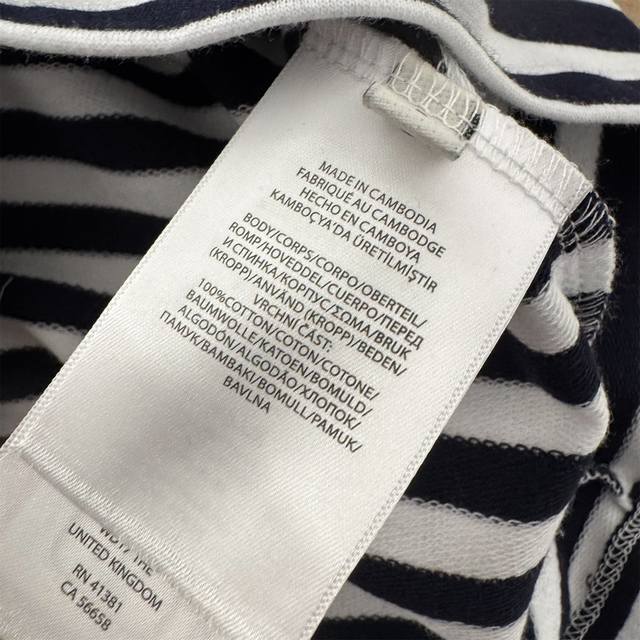 MADE IN CAMBODIA
FABRIQUE AU CAMBODGE
HECHO EN CAMBOYA
KAMBOÇYA'DA ÜRETİLMİŞTİR
BODY/CORPS/CORPO/OBERTEIL/
ROMP/HOVEDDEL/CUERPO/ПЕРЕД
И СПИНКА/КОРПУС/ΣΩΜΑ/BRUK
(KROPP)/ANVÄND (KROPP)/BEDEN/
VRCHNÍ ČÁST:
100%COTTON/COTON/COTONE/
BAUMWOLLE/KATOEN/BOMULD/
ALGODÓN/ALGODÃO/ХЛОПОК/
ПАМУК/ΒΑΜΒΑΚΙ/BOMULL/PAMUK/
BAVLNA
UNITED KINGDOM
RN 41381
CA 56658